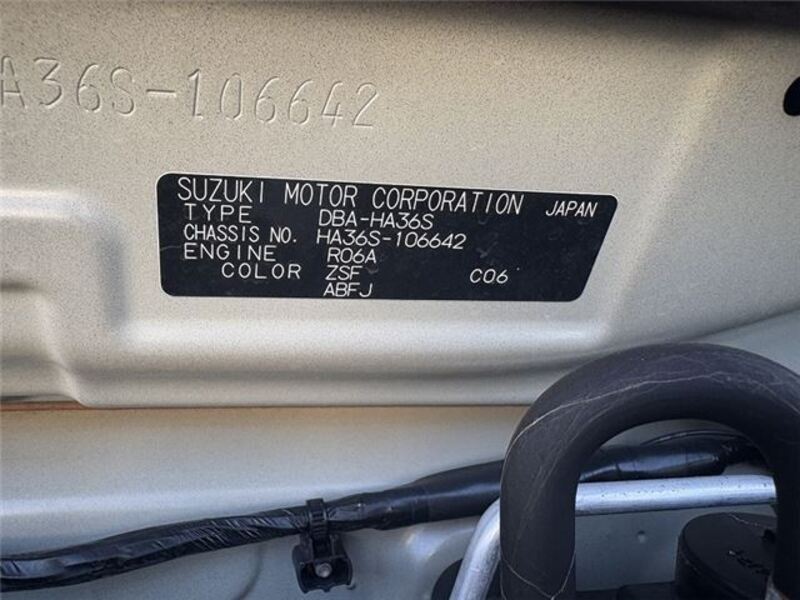 A36S-106642
SUZUKI MOTOR CORPORATION JAPAN
TYPE DBA-HA36S
CHASSIS NO. HA36S-106642
ENGINE R06A
COLOR ZSF C06
ABFJ